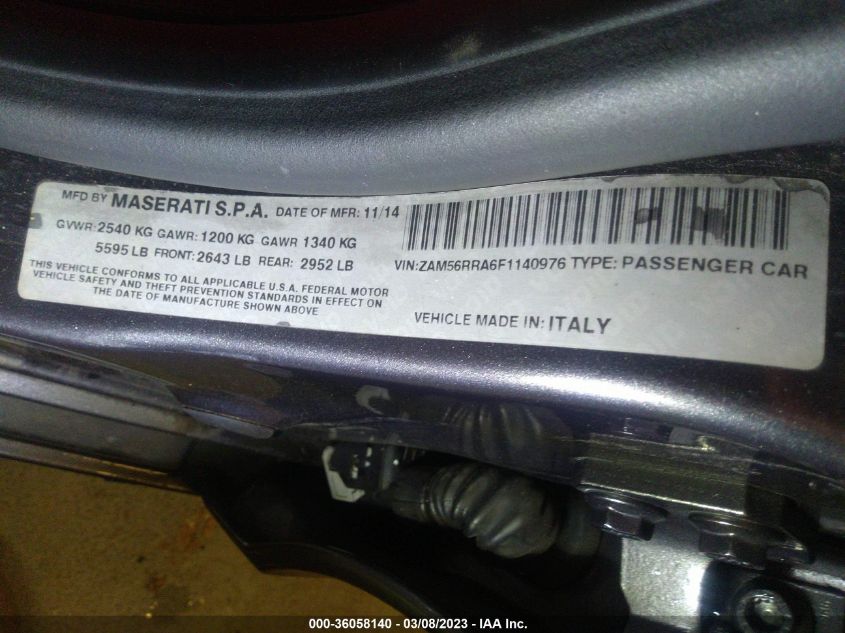 MFD BY MASERATI S.P.A. DATE OF MFR: 11/14
GVWR: 2540 KG GAWR: 1200 KG GAWR 1340 KG
5595 LB FRONT: 2643 LB REAR: 2952 LB
THIS VEHICLE CONFORMS TO ALL APPLICABLE U.S.A. FEDERAL MOTOR
VEHICLE SAFETY AND THEFT PREVENTION STANDARDS IN EFFECT ON
THE DATE OF MANUFACTURE SHOWN ABOVE
VIN:ZAM56RRA6F1140976 TYPE: PASSENGER CAR
VEHICLE MADE IN: ITALY
000-36058140 - 03/08/2023 - IAA Inc.